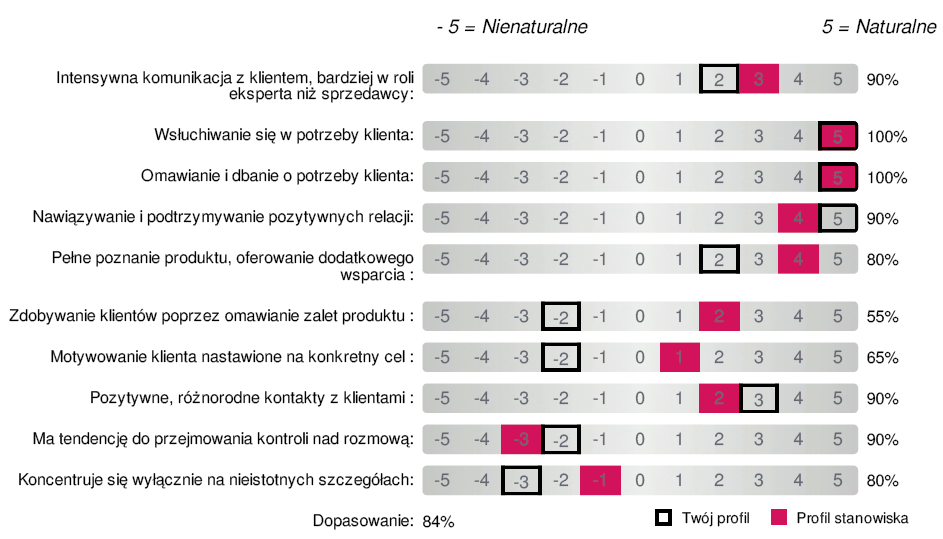 - 5 = Nienaturalne 5 = Naturalne
Intensywna komunikacja z klientem, bardziej w roli
eksperta niż sprzedawcy: -5 -4 -3 -2 -1 0 1 2 3 4 5 90%
Wsłuchiwanie się w potrzeby klienta: -5 -4 -3 -2 -1 0 1 2 3 4 5 100%
Omawianie i dbanie o potrzeby klienta: -5 -4 -3 -2 -1 0 1 2 3 4 5 100%
Nawiązywanie i podtrzymywanie pozytywnych relacji: -5 -4 -3 -2 -1 0 1 2 3 4 5 90%
Pełne poznanie produktu, oferowanie dodatkowego
wsparcia : -5 -4 -3 -2 -1 0 1 2 3 4 5 80%
Zdobywanie klientów poprzez omawianie zalet produktu : -5 -4 -3 -2 -1 0 1 2 3 4 5 55%
Motywowanie klienta nastawione na konkretny cel : -5 -4 -3 -2 -1 0 1 2 3 4 5 65%
Pozytywne, różnorodne kontakty z klientami : -5 -4 -3 -2 -1 0 1 2 3 4 5 90%
Ma tendencję do przejmowania kontroli nad rozmową: -5 -4 -3 -2 -1 0 1 2 3 4 5 90%
Koncentruje się wyłącznie na nieistotnych szczegółach: -5 -4 -3 -2 -1 0 1 2 3 4 5 80%
Dopasowanie: 84% Twój profil Profil stanowiska